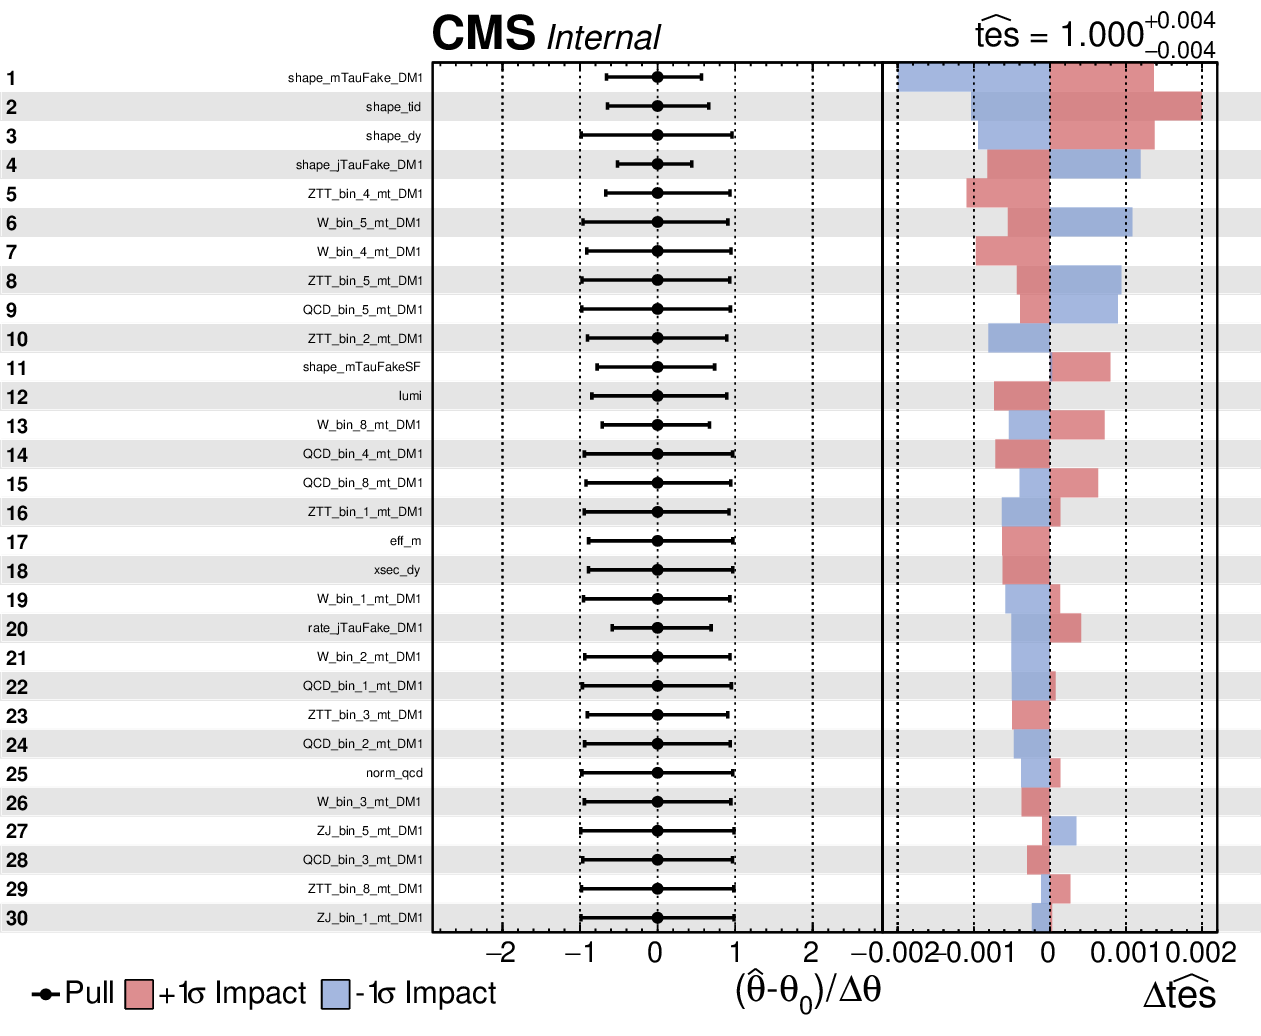 CMS Internal
tes = 1.000 +0.004 −0.004
1 shape_mTauFake_DM1
2 shape_tid
3 shape_dy
4 shape_jTauFake_DM1
5 ZTT_bin_4_mt_DM1
6 W_bin_5_mt_DM1
7 W_bin_4_mt_DM1
8 ZTT_bin_5_mt_DM1
9 QCD_bin_5_mt_DM1
10 ZTT_bin_2_mt_DM1
11 shape_mTauFakeSF
12 lumi
13 W_bin_8_mt_DM1
14 QCD_bin_4_mt_DM1
15 QCD_bin_8_mt_DM1
16 ZTT_bin_1_mt_DM1
17 eff_m
18 xsec_dy
19 W_bin_1_mt_DM1
20 rate_jTauFake_DM1
21 W_bin_2_mt_DM1
22 QCD_bin_1_mt_DM1
23 ZTT_bin_3_mt_DM1
24 QCD_bin_2_mt_DM1
25 norm_qcd
26 W_bin_3_mt_DM1
27 ZJ_bin_5_mt_DM1
28 QCD_bin_3_mt_DM1
29 ZTT_bin_8_mt_DM1
30 ZJ_bin_1_mt_DM1
−2 −1 0 1 2 −0.002 −0.001 0 0.001 0.002
Pull +1σ Impact -1σ Impact (θ̂-θ₀)/Δθ Δtes